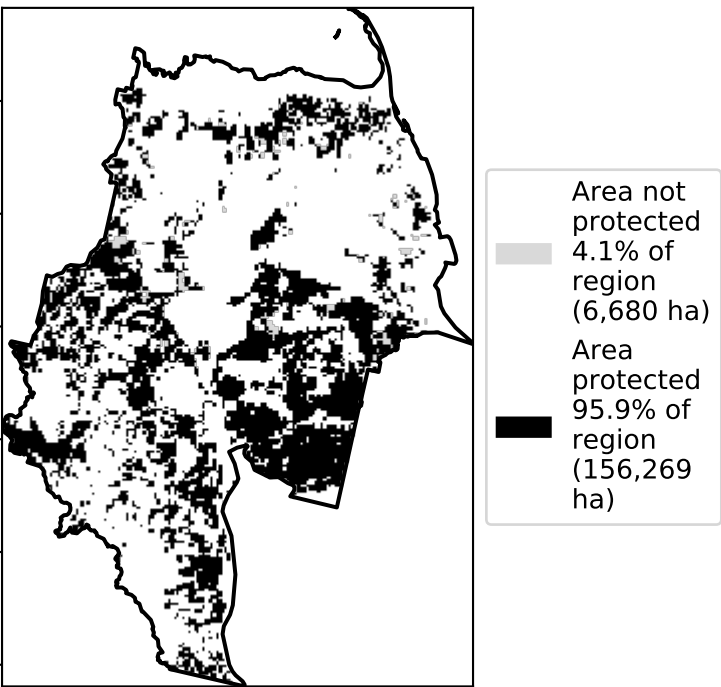 Area not
protected
4.1% of
region
(6,680 ha)
Area
protected
95.9% of
region
(156,269
ha)